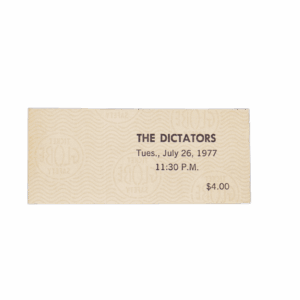 THE DICTATORS
Tues., July 26, 1977
11:30 P.M.
$4.00